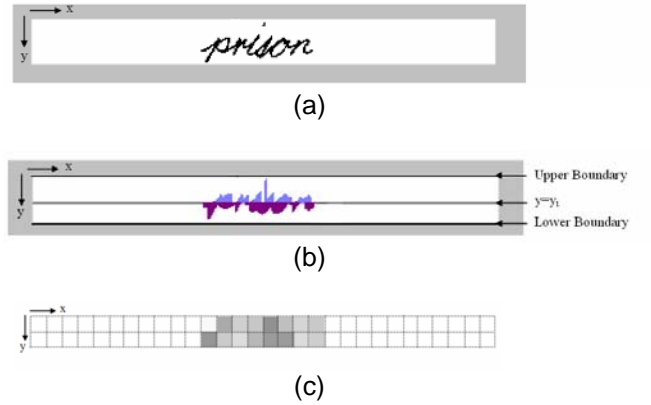 x
y
prison
(a)
x
y
Upper Boundary
y=y₁
Lower Boundary
(b)
x
y
(c)